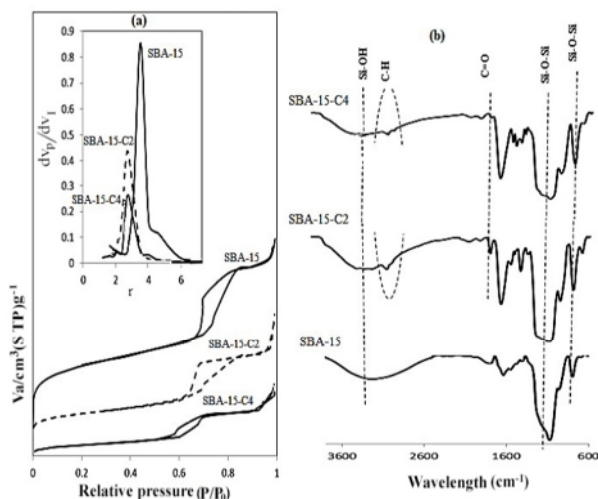 (a)
SBA-15
SBA-15-C2
SBA-15-C4
dvp/dv1
0.9
0.8
0.7
0.6
0.5
0.4
0.3
0.2
0.1
0
0 2 4 6
r
SBA-15
SBA-15-C2
SBA-15-C4
Va/cm³(S TP)g-¹
0 0.2 0.4 0.6 0.8 1
Relative pressure (P/P0)
(b)
Si-OH
C-H
C=O
Si-O-Si
Si-O-Si
SBA-15-C4
SBA-15-C2
SBA-15
3600 2600 1600 600
Wavelength (cm⁻¹)